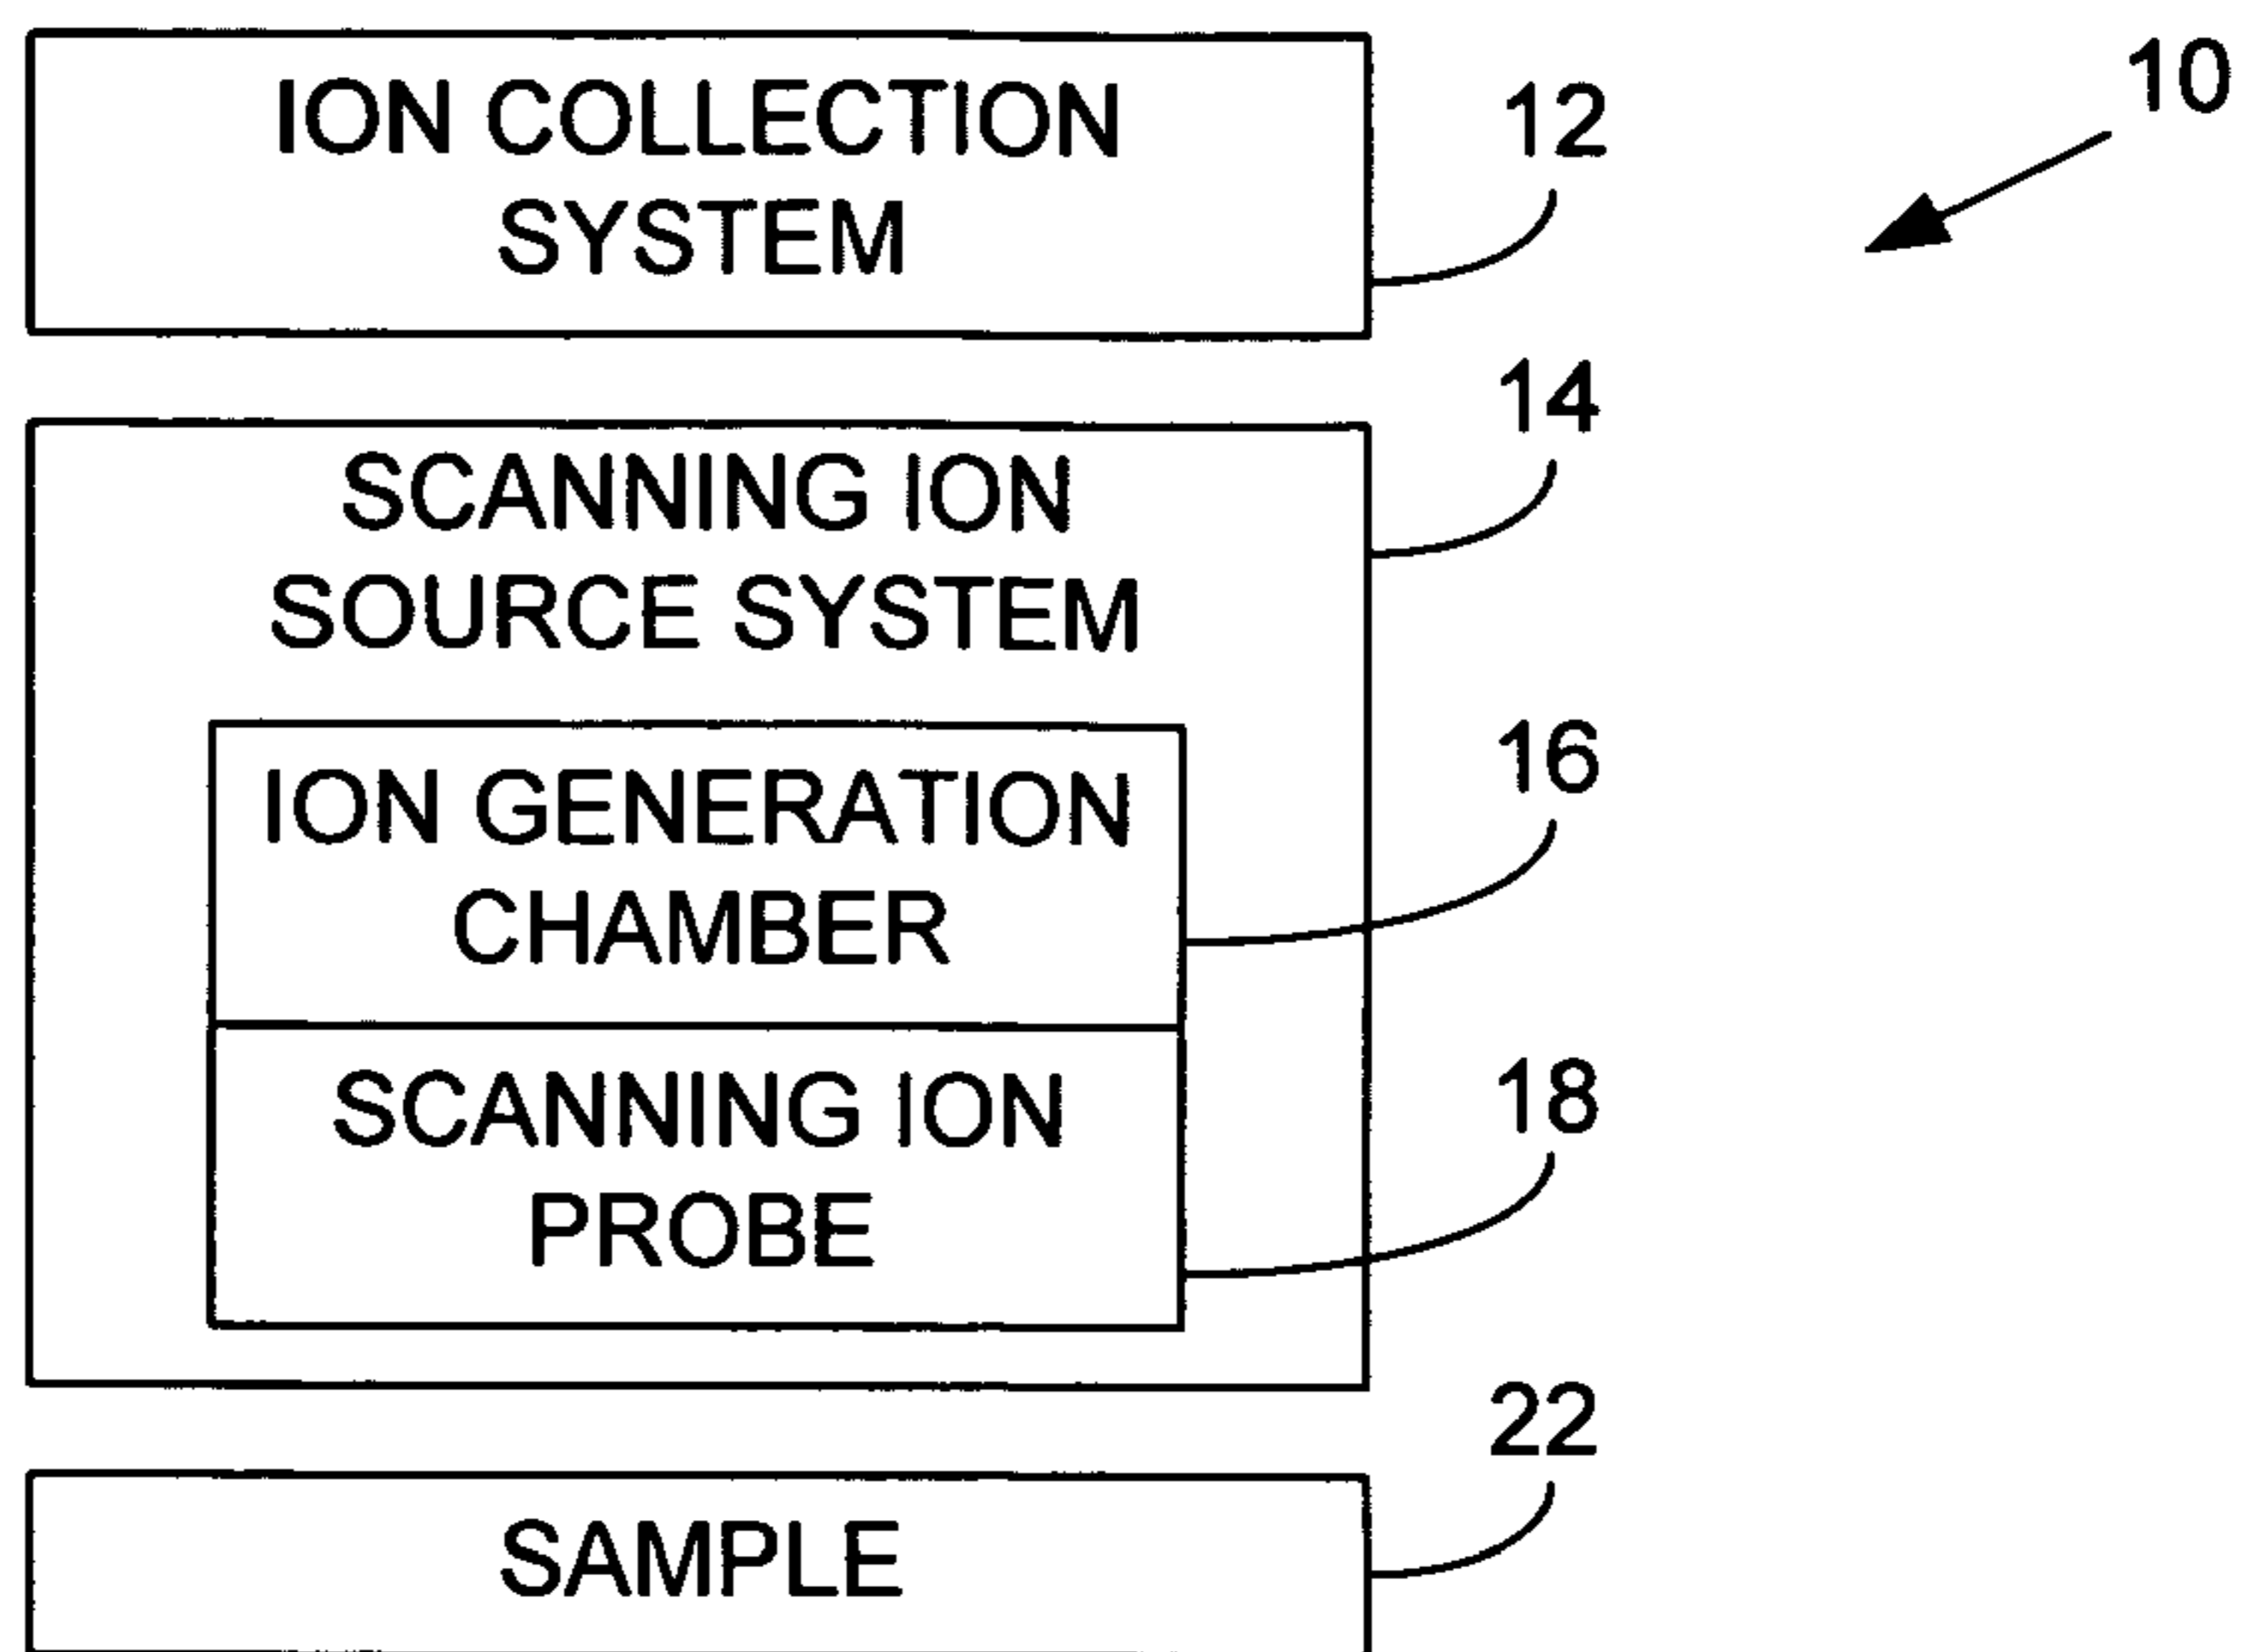 ION COLLECTION
SYSTEM
12
10
14
SCANNING ION
SOURCE SYSTEM
16
ION GENERATION
CHAMBER
18
SCANNING ION
PROBE
22
SAMPLE